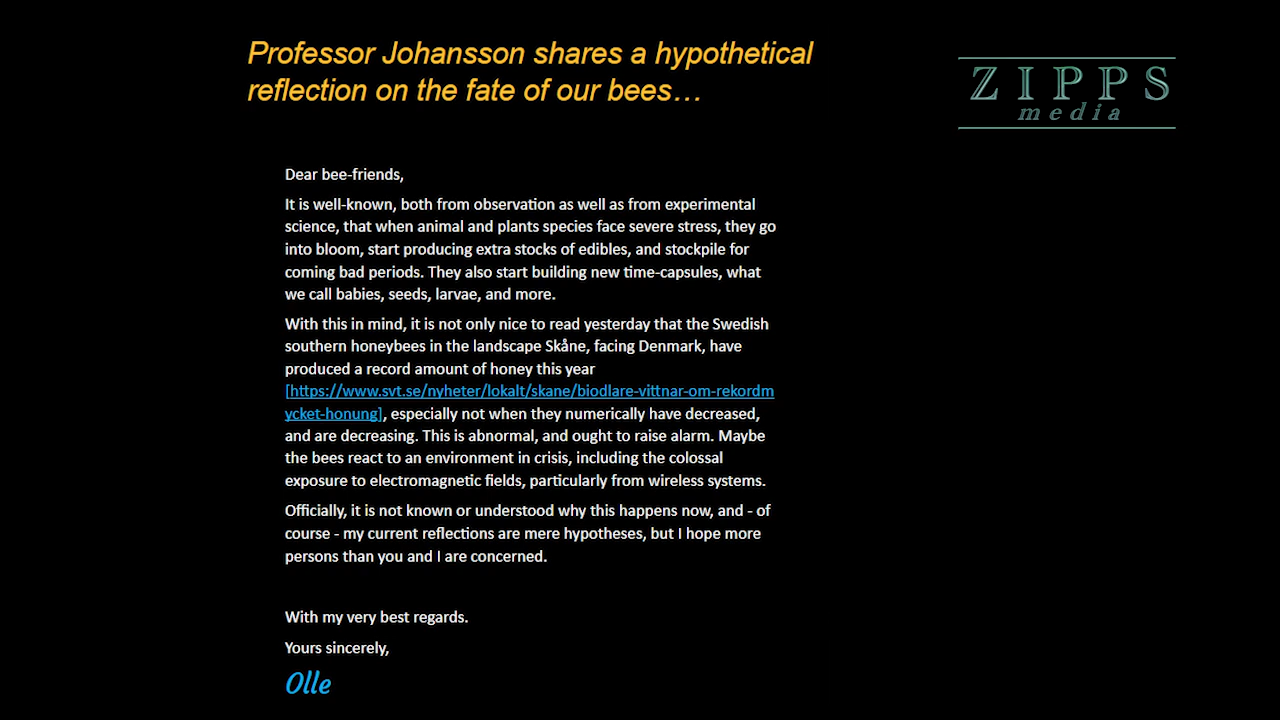 Professor Johansson shares a hypothetical
reflection on the fate of our bees…
ZIPPS
media
Dear bee-friends,
It is well-known, both from observation as well as from experimental
science, that when animal and plants species face severe stress, they go
into bloom, start producing extra stocks of edibles, and stockpile for
coming bad periods. They also start building new time-capsules, what
we call babies, seeds, larvae, and more.
With this in mind, it is not only nice to read yesterday that the Swedish
southern honeybees in the landscape Skåne, facing Denmark, have
produced a record amount of honey this year
[https://www.svt.se/nyheter/lokalt/skane/biodlare-vittnar-om-rekordm
ycket-honung], especially not when they numerically have decreased,
and are decreasing. This is abnormal, and ought to raise alarm. Maybe
the bees react to an environment in crisis, including the colossal
exposure to electromagnetic fields, particularly from wireless systems.
Officially, it is not known or understood why this happens now, and - of
course - my current reflections are mere hypotheses, but I hope more
persons than you and I are concerned.
With my very best regards.
Yours sincerely,
Olle